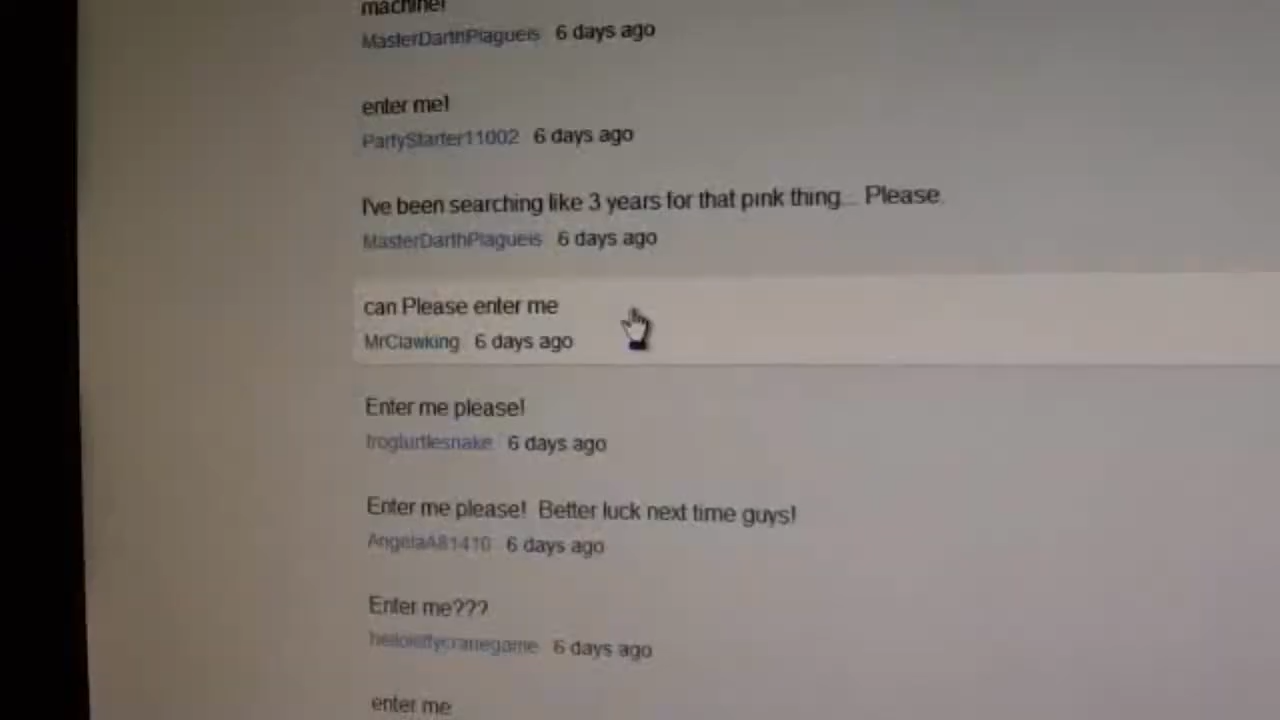 machine!
MasterDarthPlagueis 6 days ago
enter me!
PartyStarter11002 6 days ago
I've been searching like 3 years for that pink thing... Please.
MasterDarthPlagueis 6 days ago
can Please enter me
MrClawking 6 days ago
Enter me please!
frogturtlesnake 6 days ago
Enter me please! Better luck next time guys!
AngelaA81410 6 days ago
Enter me???
6 days ago
enter me